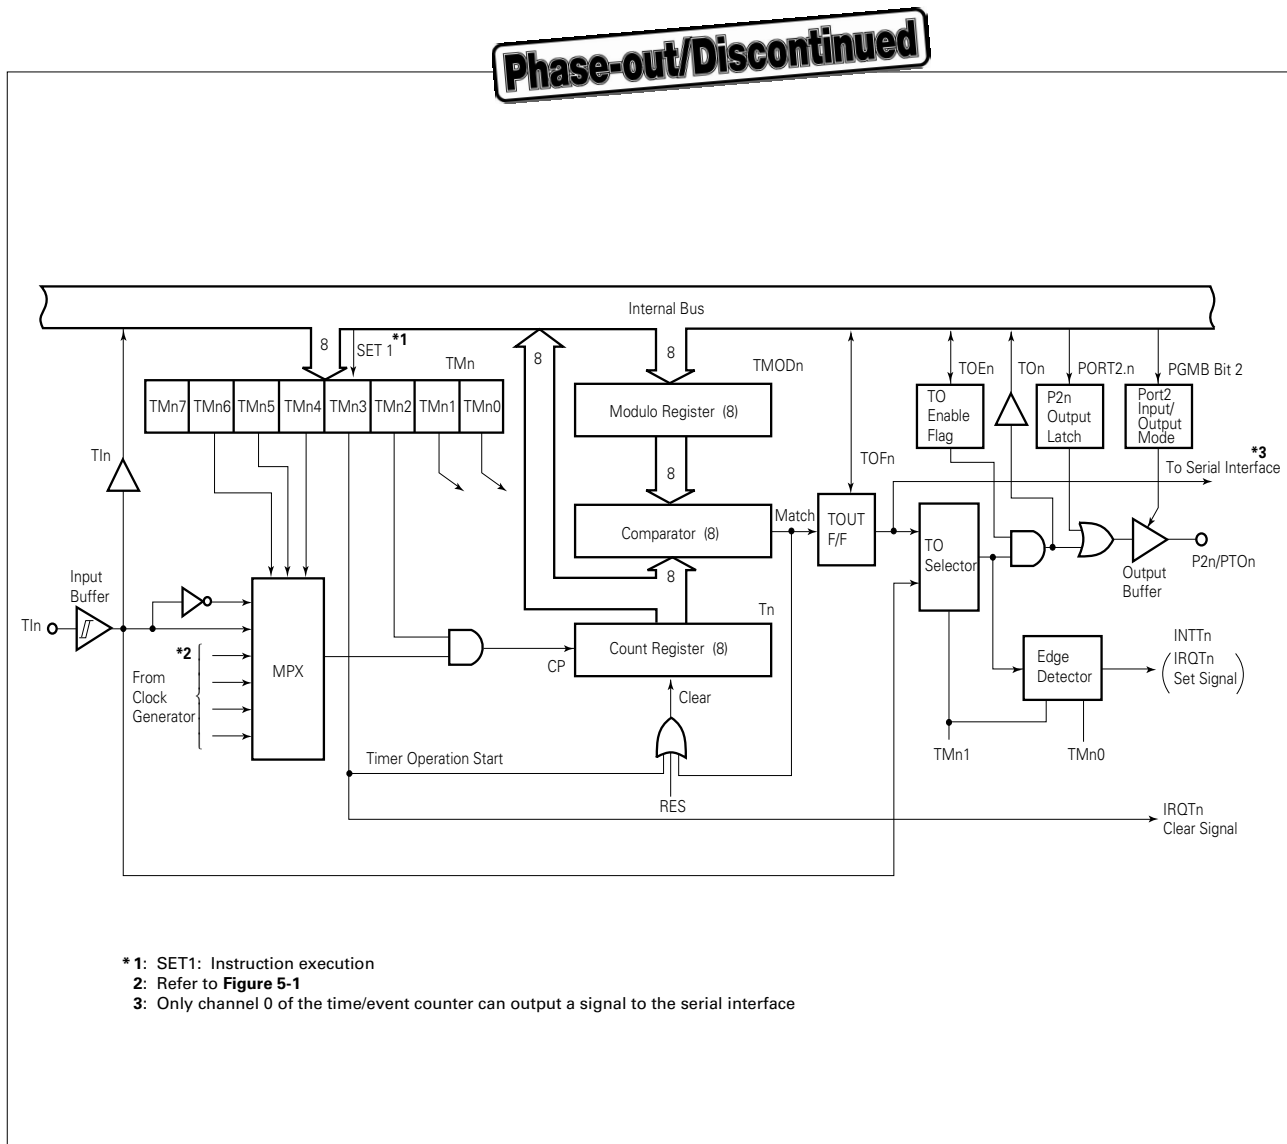 Phase-out/Discontinued
Internal Bus
8
SET 1 *1
TMn
8
8
TMODn
TOEn
TOn
PORT2.n
PGMB Bit 2
TMn7 TMn6 TMn5 TMn4 TMn3 TMn2 TMn1 TMn0
Modulo Register (8)
TO
Enable
Flag
P2n
Output
Latch
Port2
Input/
Output
Mode
TIn
8
TOFn
*3
To Serial Interface
Comparator (8)
Match
TOUT
F/F
TO
Selector
P2n/PTOn
Output
Buffer
8
Input
Buffer
TIn
Tn
*2
From
Clock
Generator
MPX
CP
Count Register (8)
Clear
Edge
Detector
INTTn
IRQTn
Set Signal
TMn1
TMn0
Timer Operation Start
RES
IRQTn
Clear Signal
*1: SET1: Instruction execution
2: Refer to Figure 5-1
3: Only channel 0 of the time/event counter can output a signal to the serial interface